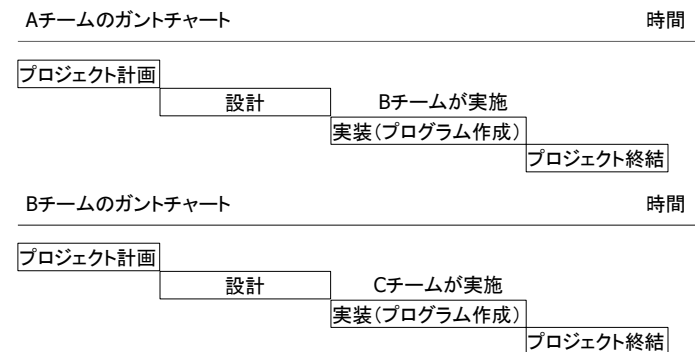 Aチームのガントチャート 時間
プロジェクト計画
設計 Bチームが実施
実装(プログラム作成)
プロジェクト終結
Bチームのガントチャート 時間
プロジェクト計画
設計 Cチームが実施
実装(プログラム作成)
プロジェクト終結